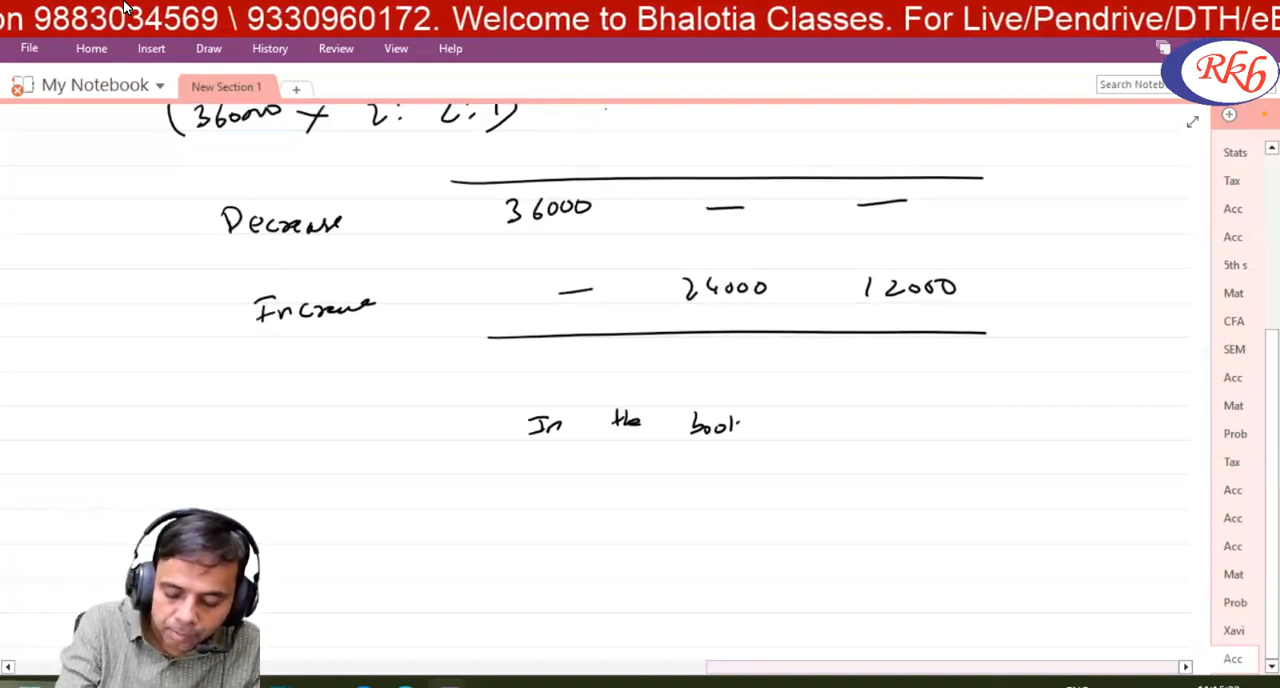 on 9883034569 \ 9330960172. Welcome to Bhalotia Classes. For Live/Pendrive/DTH/eB
File Home Insert Draw History Review View Help
Rkb
My Notebook New Section 1 + Search Noteb
(36000 x 2: 2:1)
Decrease 36000 — —
Increase — 24000 12000
In the book
Stats
Tax
Acc
Acc
5th s
Mat
CFA
SEM
Acc
Mat
Prob
Tax
Acc
Acc
Acc
Mat
Prob
Xavi
Acc